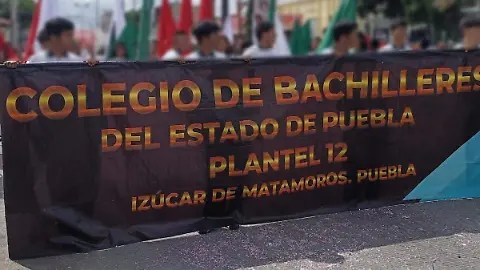 COLEGIO DE BACHILLERES
DEL ESTADO DE PUEBLA
PLANTEL 12
IZÚCAR DE MATAMOROS, PUEBLA